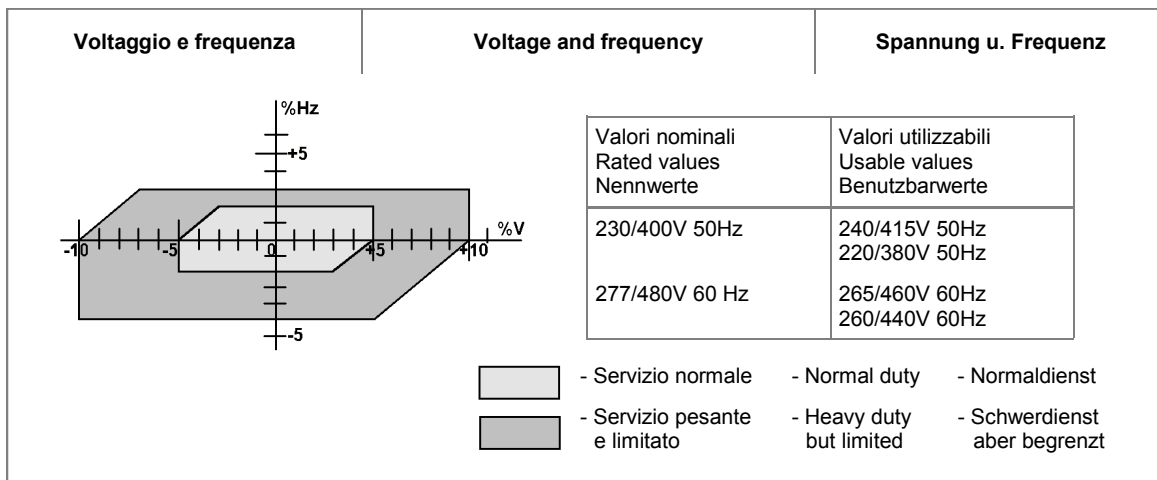 Voltaggio e frequenza
Voltage and frequency
Spannung u. Frequenz
%Hz
+5
%V
-10
-5
0
+5
+10
-5
Valori nominali
Rated values
Nennwerte
Valori utilizzabili
Usable values
Benutzbarwerte
230/400V 50Hz
240/415V 50Hz
220/380V 50Hz
277/480V 60 Hz
265/460V 60Hz
260/440V 60Hz
- Servizio normale
- Normal duty
- Normaldienst
- Servizio pesante
e limitato
- Heavy duty
but limited
- Schwerdienst
aber begrenzt